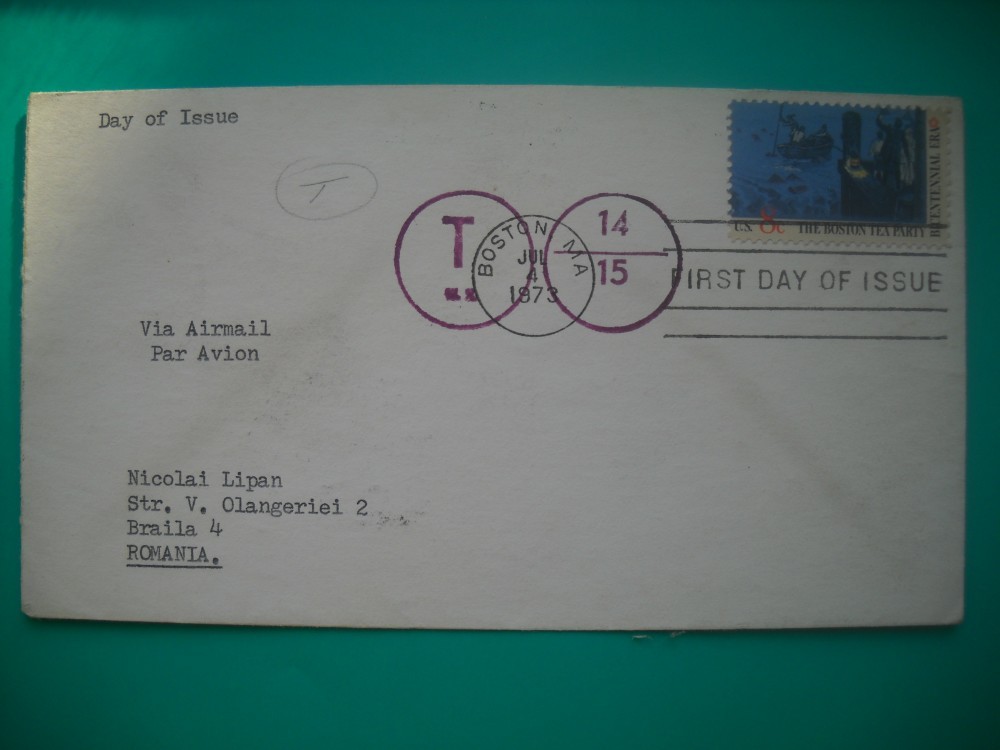 Day of Issue
T
T
14
15
BOSTON MA
JUL
4
1973
FIRST DAY OF ISSUE
U.S. 8c THE BOSTON TEA PARTY
BICENTENNIAL ERA
Via Airmail
Par Avion
Nicolai Lipan
Str. V. Olangeriei 2
Braila 4
ROMANIA.